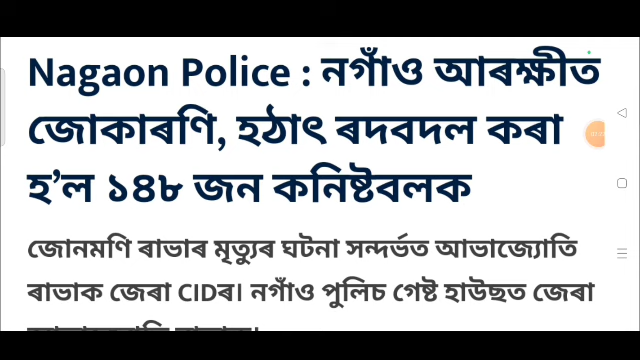 Nagaon Police : নগাঁও আৰক্ষীত
জোকাৰণি, হঠাৎ ৰদবদল কৰা
হ’ল ১৪৮ জন কনিষ্টবলক
জোনমণি ৰাভাৰ মৃত্যুৰ ঘটনা সন্দৰ্ভত আভাজ্যোতি
ৰাভাক জেৰা CIDৰ। নগাঁও পুলিচ গেষ্ট হাউছত জেৰা